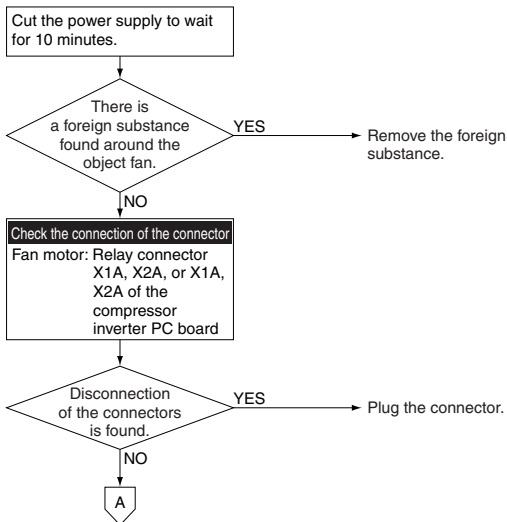 Cut the power supply to wait
for 10 minutes.
There is
a foreign substance
found around the
object fan.
YES
Remove the foreign
substance.
NO
Check the connection of the connector
Fan motor: Relay connector
X1A, X2A, or X1A,
X2A of the
compressor
inverter PC board
Disconnection
of the connectors
is found.
YES
Plug the connector.
NO
A